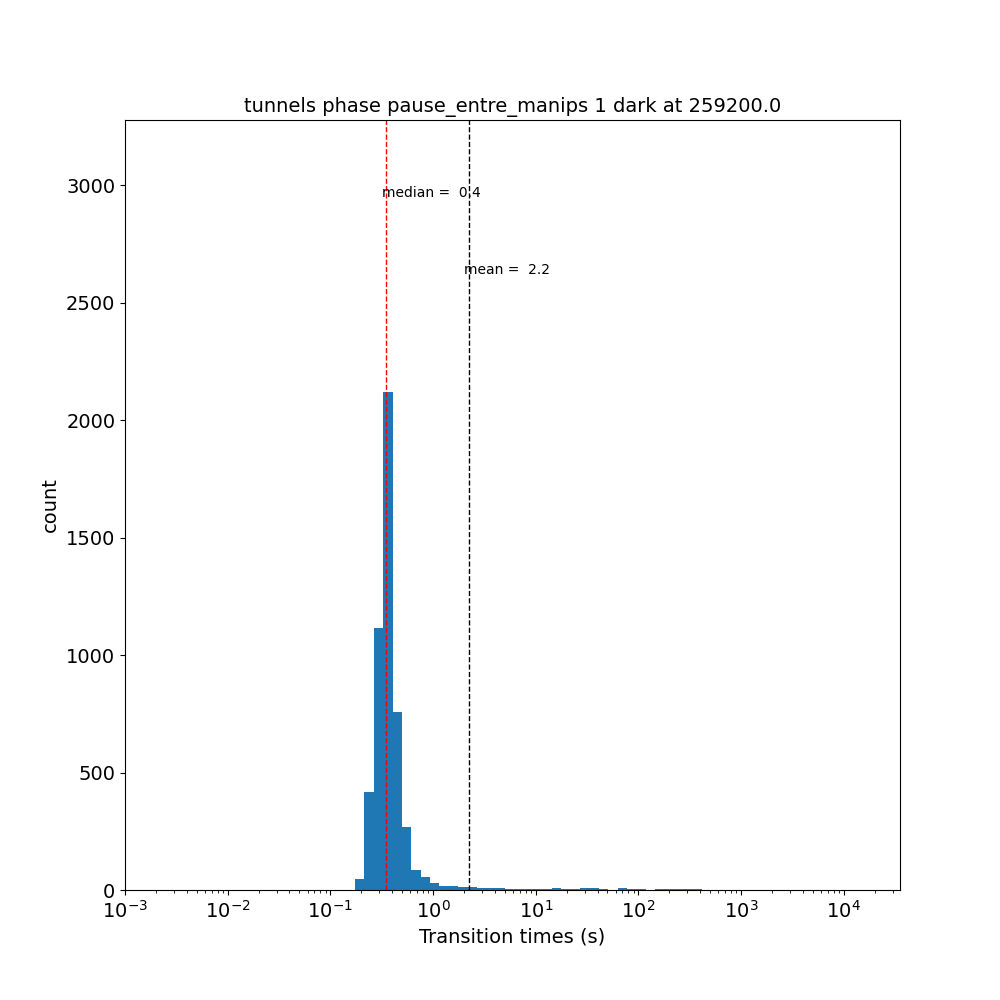 tunnels phase pause_entre_manips 1 dark at 259200.0
3000
median =  0.4
mean =  2.2
2500
2000
count
1500
1000
500
0
10⁻³ 10⁻² 10⁻¹ 10⁰ 10¹ 10² 10³ 10⁴
Transition times (s)